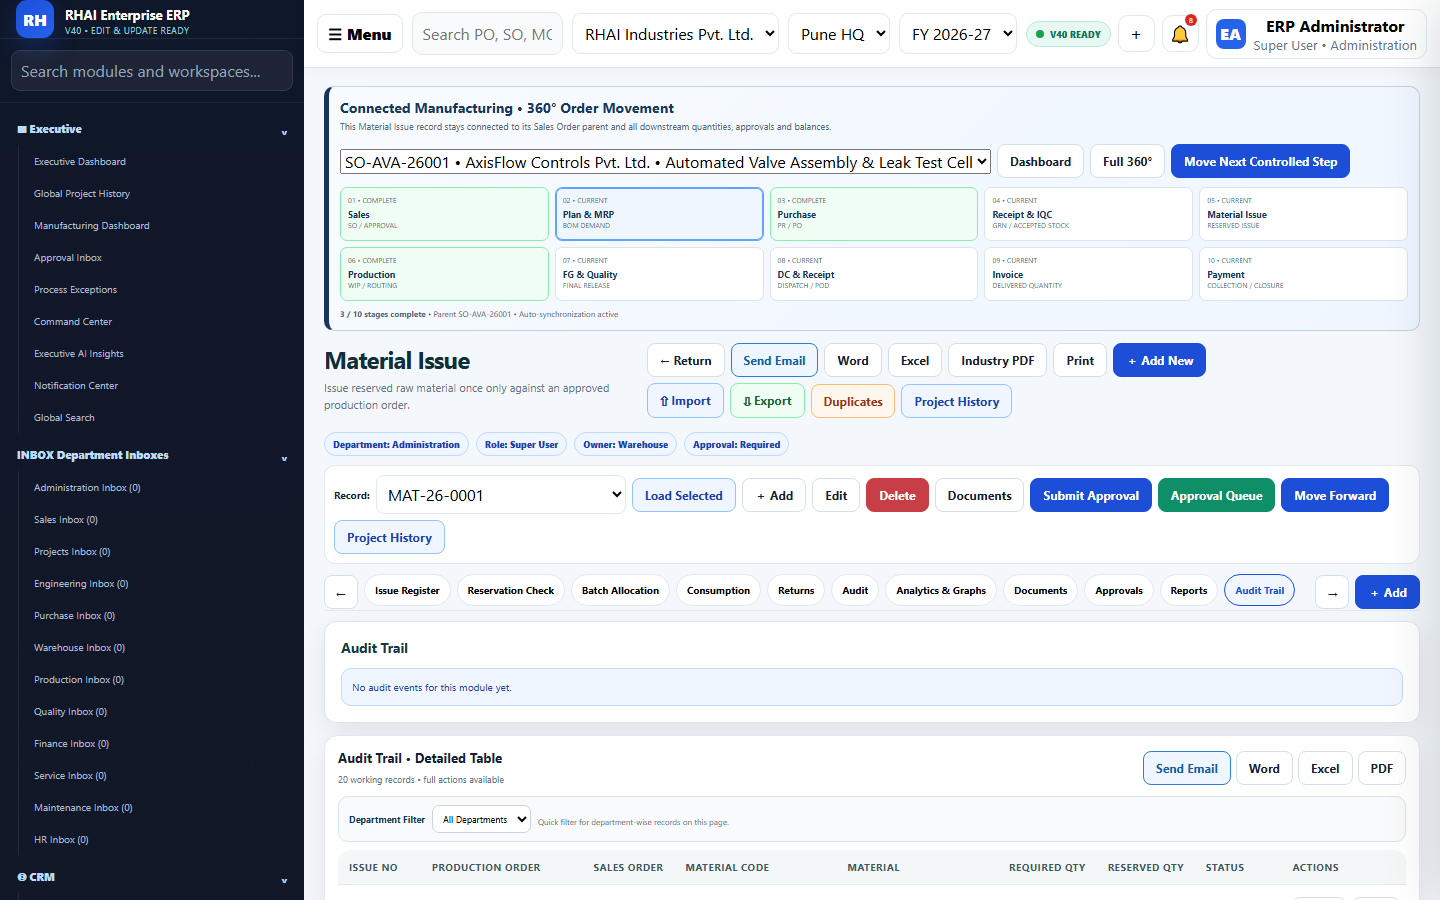 RH
RHAI Enterprise ERP
V40 • EDIT & UPDATE READY
Search modules and workspaces...
Executive
Executive Dashboard
Global Project History
Manufacturing Dashboard
Approval Inbox
Process Exceptions
Command Center
Executive AI Insights
Notification Center
Global Search
INBOX Department Inboxes
Administration Inbox (0)
Sales Inbox (0)
Projects Inbox (0)
Engineering Inbox (0)
Purchase Inbox (0)
Warehouse Inbox (0)
Production Inbox (0)
Quality Inbox (0)
Finance Inbox (0)
Service Inbox (0)
Maintenance Inbox (0)
HR Inbox (0)
CRM
☰ Menu
Search PO, SO, MC
RHAI Industries Pvt. Ltd.
Pune HQ
FY 2026-27
V40 READY
+
8
EA
ERP Administrator
Super User • Administration
Connected Manufacturing • 360° Order Movement
This Material Issue record stays connected to its Sales Order parent and all downstream quantities, approvals and balances.
SO-AVA-26001 • AxisFlow Controls Pvt. Ltd. • Automated Valve Assembly & Leak Test Cell
Dashboard
Full 360°
Move Next Controlled Step
01 • COMPLETE
Sales
SO / APPROVAL
02 • CURRENT
Plan & MRP
BOM DEMAND
03 • COMPLETE
Purchase
PR / PO
04 • CURRENT
Receipt & IQC
GRN / ACCEPTED STOCK
05 • CURRENT
Material Issue
RESERVED ISSUE
06 • COMPLETE
Production
WIP / ROUTING
07 • CURRENT
FG & Quality
FINAL RELEASE
08 • CURRENT
DC & Receipt
DISPATCH / POD
09 • CURRENT
Invoice
DELIVERED QUANTITY
10 • CURRENT
Payment
COLLECTION / CLOSURE
3 / 10 stages complete • Parent SO-AVA-26001 • Auto-synchronization active
Material Issue
Issue reserved raw material once only against an approved
production order.
← Return
Send Email
Word
Excel
Industry PDF
Print
+ Add New
⇧ Import
⇩ Export
Duplicates
Project History
Department: Administration
Role: Super User
Owner: Warehouse
Approval: Required
Record:
MAT-26-0001
Load Selected
+ Add
Edit
Delete
Documents
Submit Approval
Approval Queue
Move Forward
Project History
←
Issue Register
Reservation Check
Batch Allocation
Consumption
Returns
Audit
Analytics & Graphs
Documents
Approvals
Reports
Audit Trail
→
+ Add
Audit Trail
No audit events for this module yet.
Audit Trail • Detailed Table
20 working records • full actions available
Send Email
Word
Excel
PDF
Department Filter
All Departments
Quick filter for department-wise records on this page.
ISSUE NO
PRODUCTION ORDER
SALES ORDER
MATERIAL CODE
MATERIAL
REQUIRED QTY
RESERVED QTY
STATUS
ACTIONS